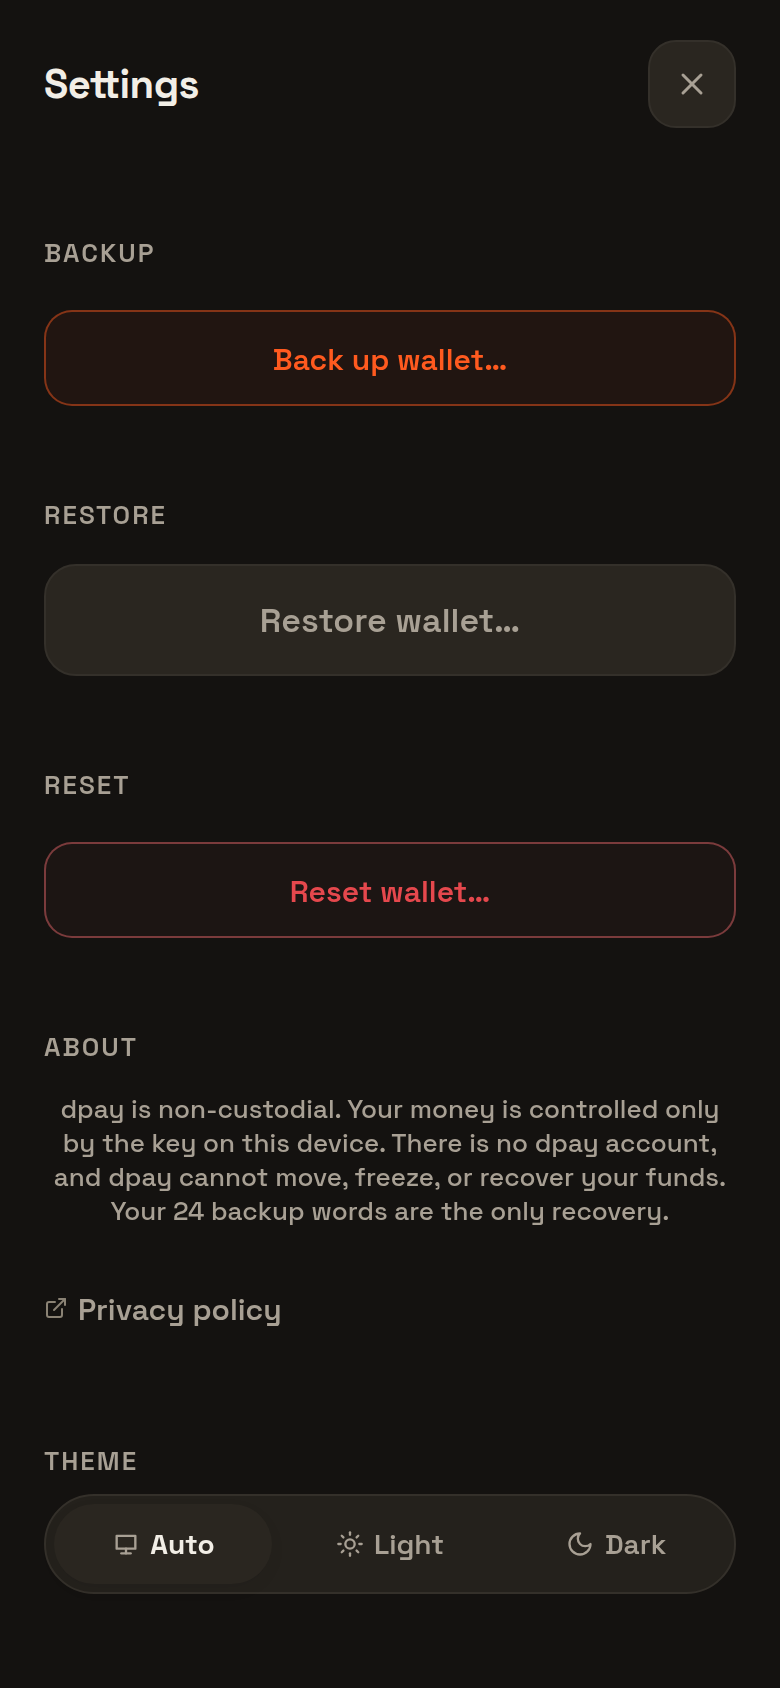 Settings
BACKUP
Back up wallet...
RESTORE
Restore wallet...
RESET
Reset wallet...
ABOUT
dpay is non-custodial. Your money is controlled only
by the key on this device. There is no dpay account,
and dpay cannot move, freeze, or recover your funds.
Your 24 backup words are the only recovery.
Privacy policy
THEME
Auto Light Dark